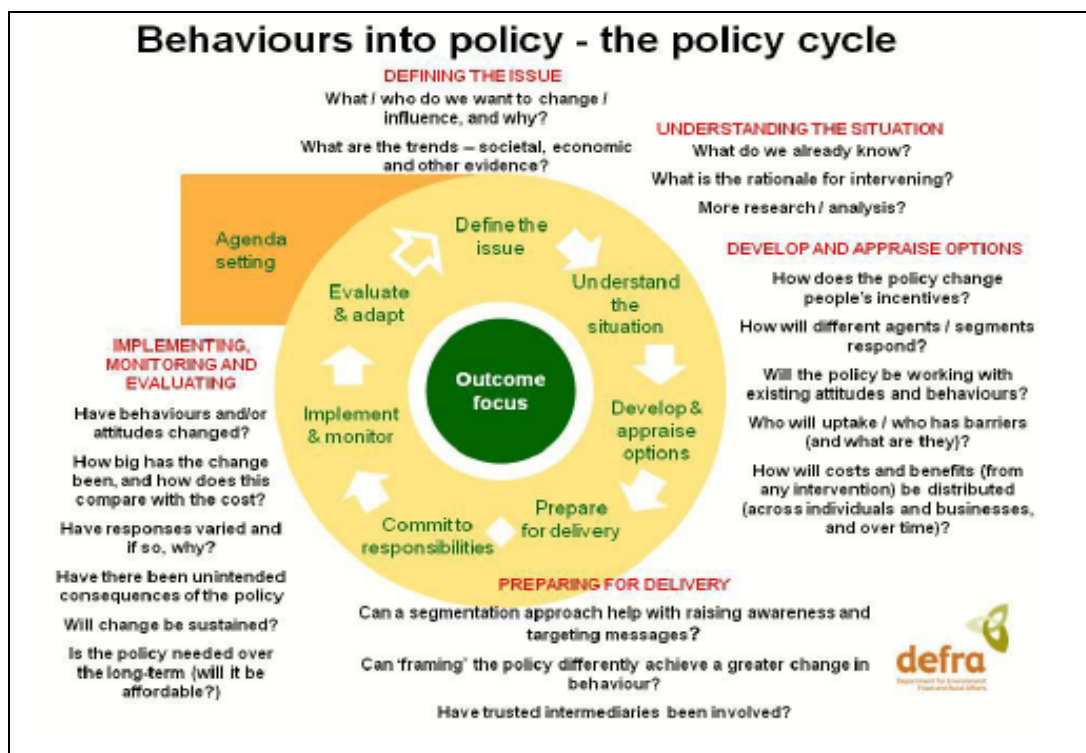 Behaviours into policy - the policy cycle
DEFINING THE ISSUE
What / who do we want to change /
influence, and why?
What are the trends – societal, economic
and other evidence?
UNDERSTANDING THE SITUATION
What do we already know?
What is the rationale for intervening?
More research / analysis?
DEVELOP AND APPRAISE OPTIONS
How does the policy change
people's incentives?
How will different agents / segments
respond?
Will the policy be working with
existing attitudes and behaviours?
Who will uptake / who has barriers
(and what are they)?
How will costs and benefits (from
any intervention) be distributed
(across individuals and businesses,
and over time)?
Agenda
setting
Define the
issue
Understand
the
situation
Develop &
appraise
options
Prepare
for delivery
Commit to
responsibilities
Implement
& monitor
Evaluate
& adapt
Outcome
focus
IMPLEMENTING,
MONITORING AND
EVALUATING
Have behaviours and/or
attitudes changed?
How big has the change
been, and how does this
compare with the cost?
Have responses varied and
if so, why?
Have there been unintended
consequences of the policy
Will change be sustained?
Is the policy needed over
the long-term (will it be
affordable?)
PREPARING FOR DELIVERY
Can a segmentation approach help with raising awareness and
targeting messages?
Can 'framing' the policy differently achieve a greater change in
behaviour?
Have trusted intermediaries been involved?
defra
Department for Environment
Food and Rural Affairs